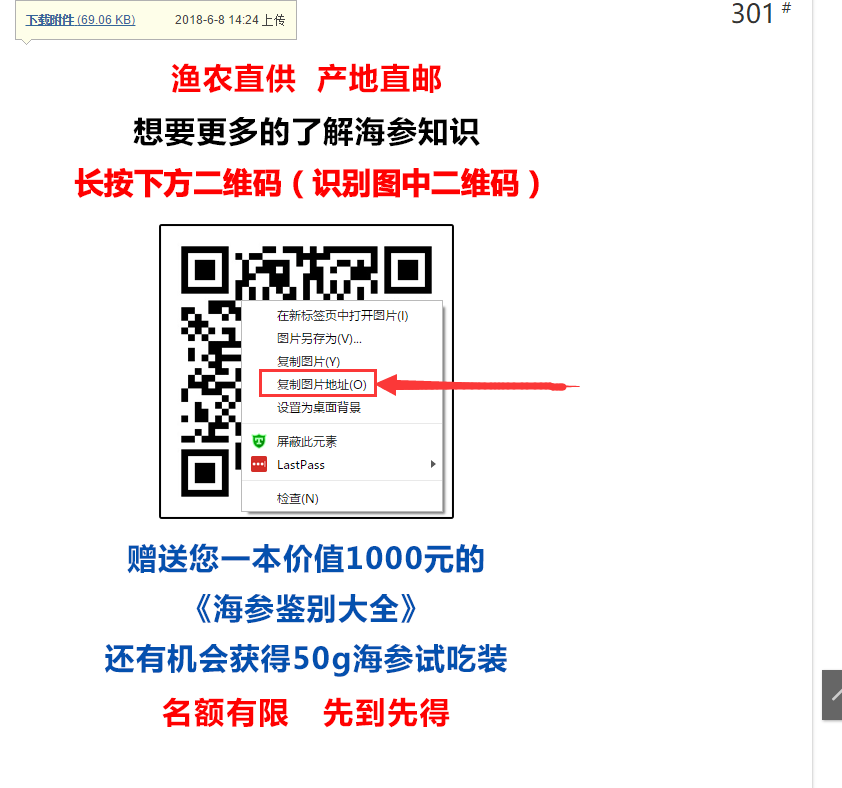 下载附件 (69.06 KB)
2018-6-8 14:24 上传
301 #
渔农直供 产地直邮
想要更多的了解海参知识
长按下方二维码（识别图中二维码）
在新标签页中打开图片(I)
图片另存为(V)...
复制图片(Y)
复制图片地址(O)
设置为桌面背景
屏蔽此元素
LastPass
检查(N)
赠送您一本价值1000元的
《海参鉴别大全》
还有机会获得50g海参试吃装
名额有限 先到先得